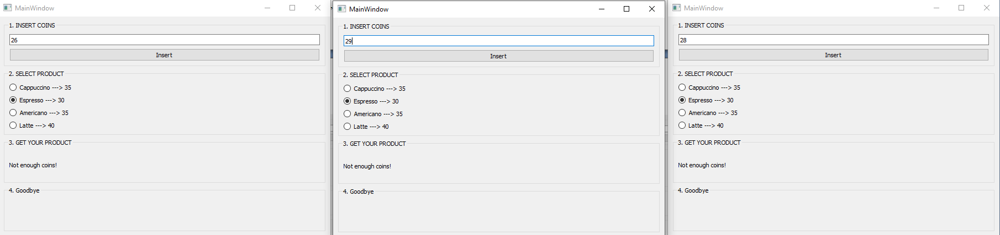 MainWindow
1. INSERT COINS
26
Insert
2. SELECT PRODUCT
Cappuccino ---> 35
Espresso ---> 30
Americano ---> 35
Latte ---> 40
3. GET YOUR PRODUCT
Not enough coins!
4. Goodbye
MainWindow
1. INSERT COINS
29
Insert
2. SELECT PRODUCT
Cappuccino ---> 35
Espresso ---> 30
Americano ---> 35
Latte ---> 40
3. GET YOUR PRODUCT
Not enough coins!
4. Goodbye
MainWindow
1. INSERT COINS
28
Insert
2. SELECT PRODUCT
Cappuccino ---> 35
Espresso ---> 30
Americano ---> 35
Latte ---> 40
3. GET YOUR PRODUCT
Not enough coins!
4. Goodbye